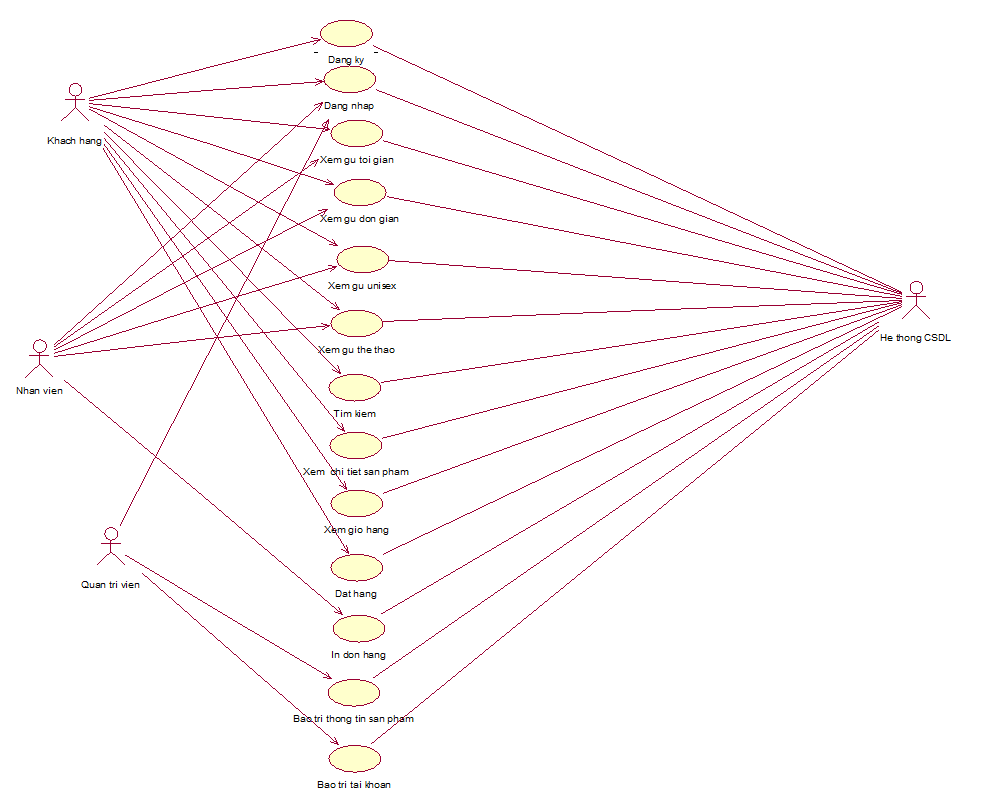 Dang ky
Dang nhap
Khach hang
Xem gu toi gian
Xem gu don gian
Xem gu unisex
He thong CSDL
Xem gu the thao
Nhan vien
Tim kiem
Xem chi tiet san pham
Xem gio hang
Quan tri vien
Dat hang
In don hang
Bao tri thong tin san pham
Bao tri tai khoan